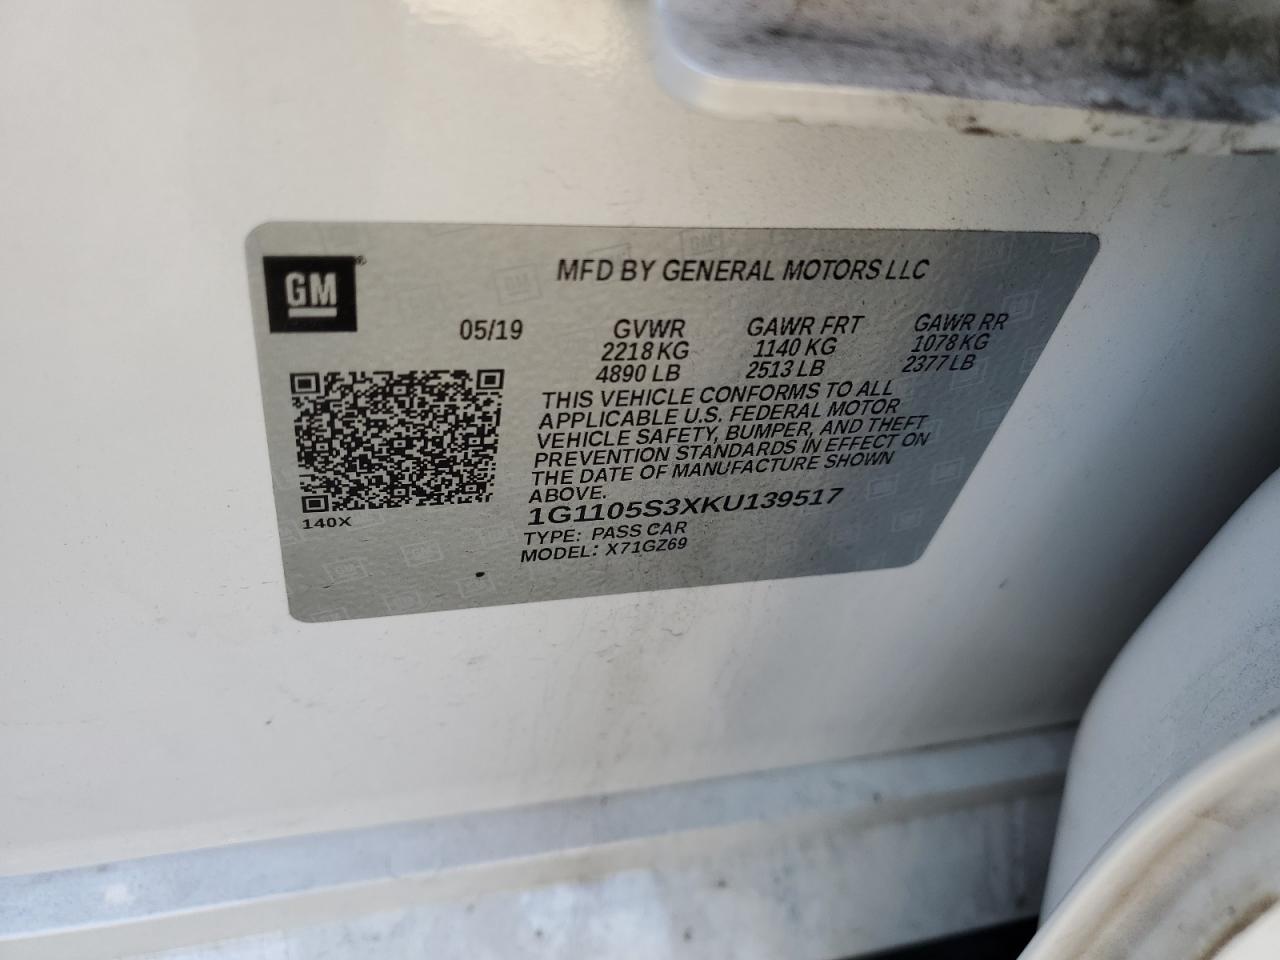 GM
MFD BY GENERAL MOTORS LLC
05/19 GVWR GAWR FRT GAWR RR
2218 KG 1140 KG 1078 KG
4890 LB 2513 LB 2377 LB
THIS VEHICLE CONFORMS TO ALL
APPLICABLE U.S. FEDERAL MOTOR
VEHICLE SAFETY, BUMPER, AND THEFT
PREVENTION STANDARDS IN EFFECT ON
THE DATE OF MANUFACTURE SHOWN
ABOVE.
140X
1G1105S3XKU139517
TYPE: PASS CAR
MODEL: X71GZ69